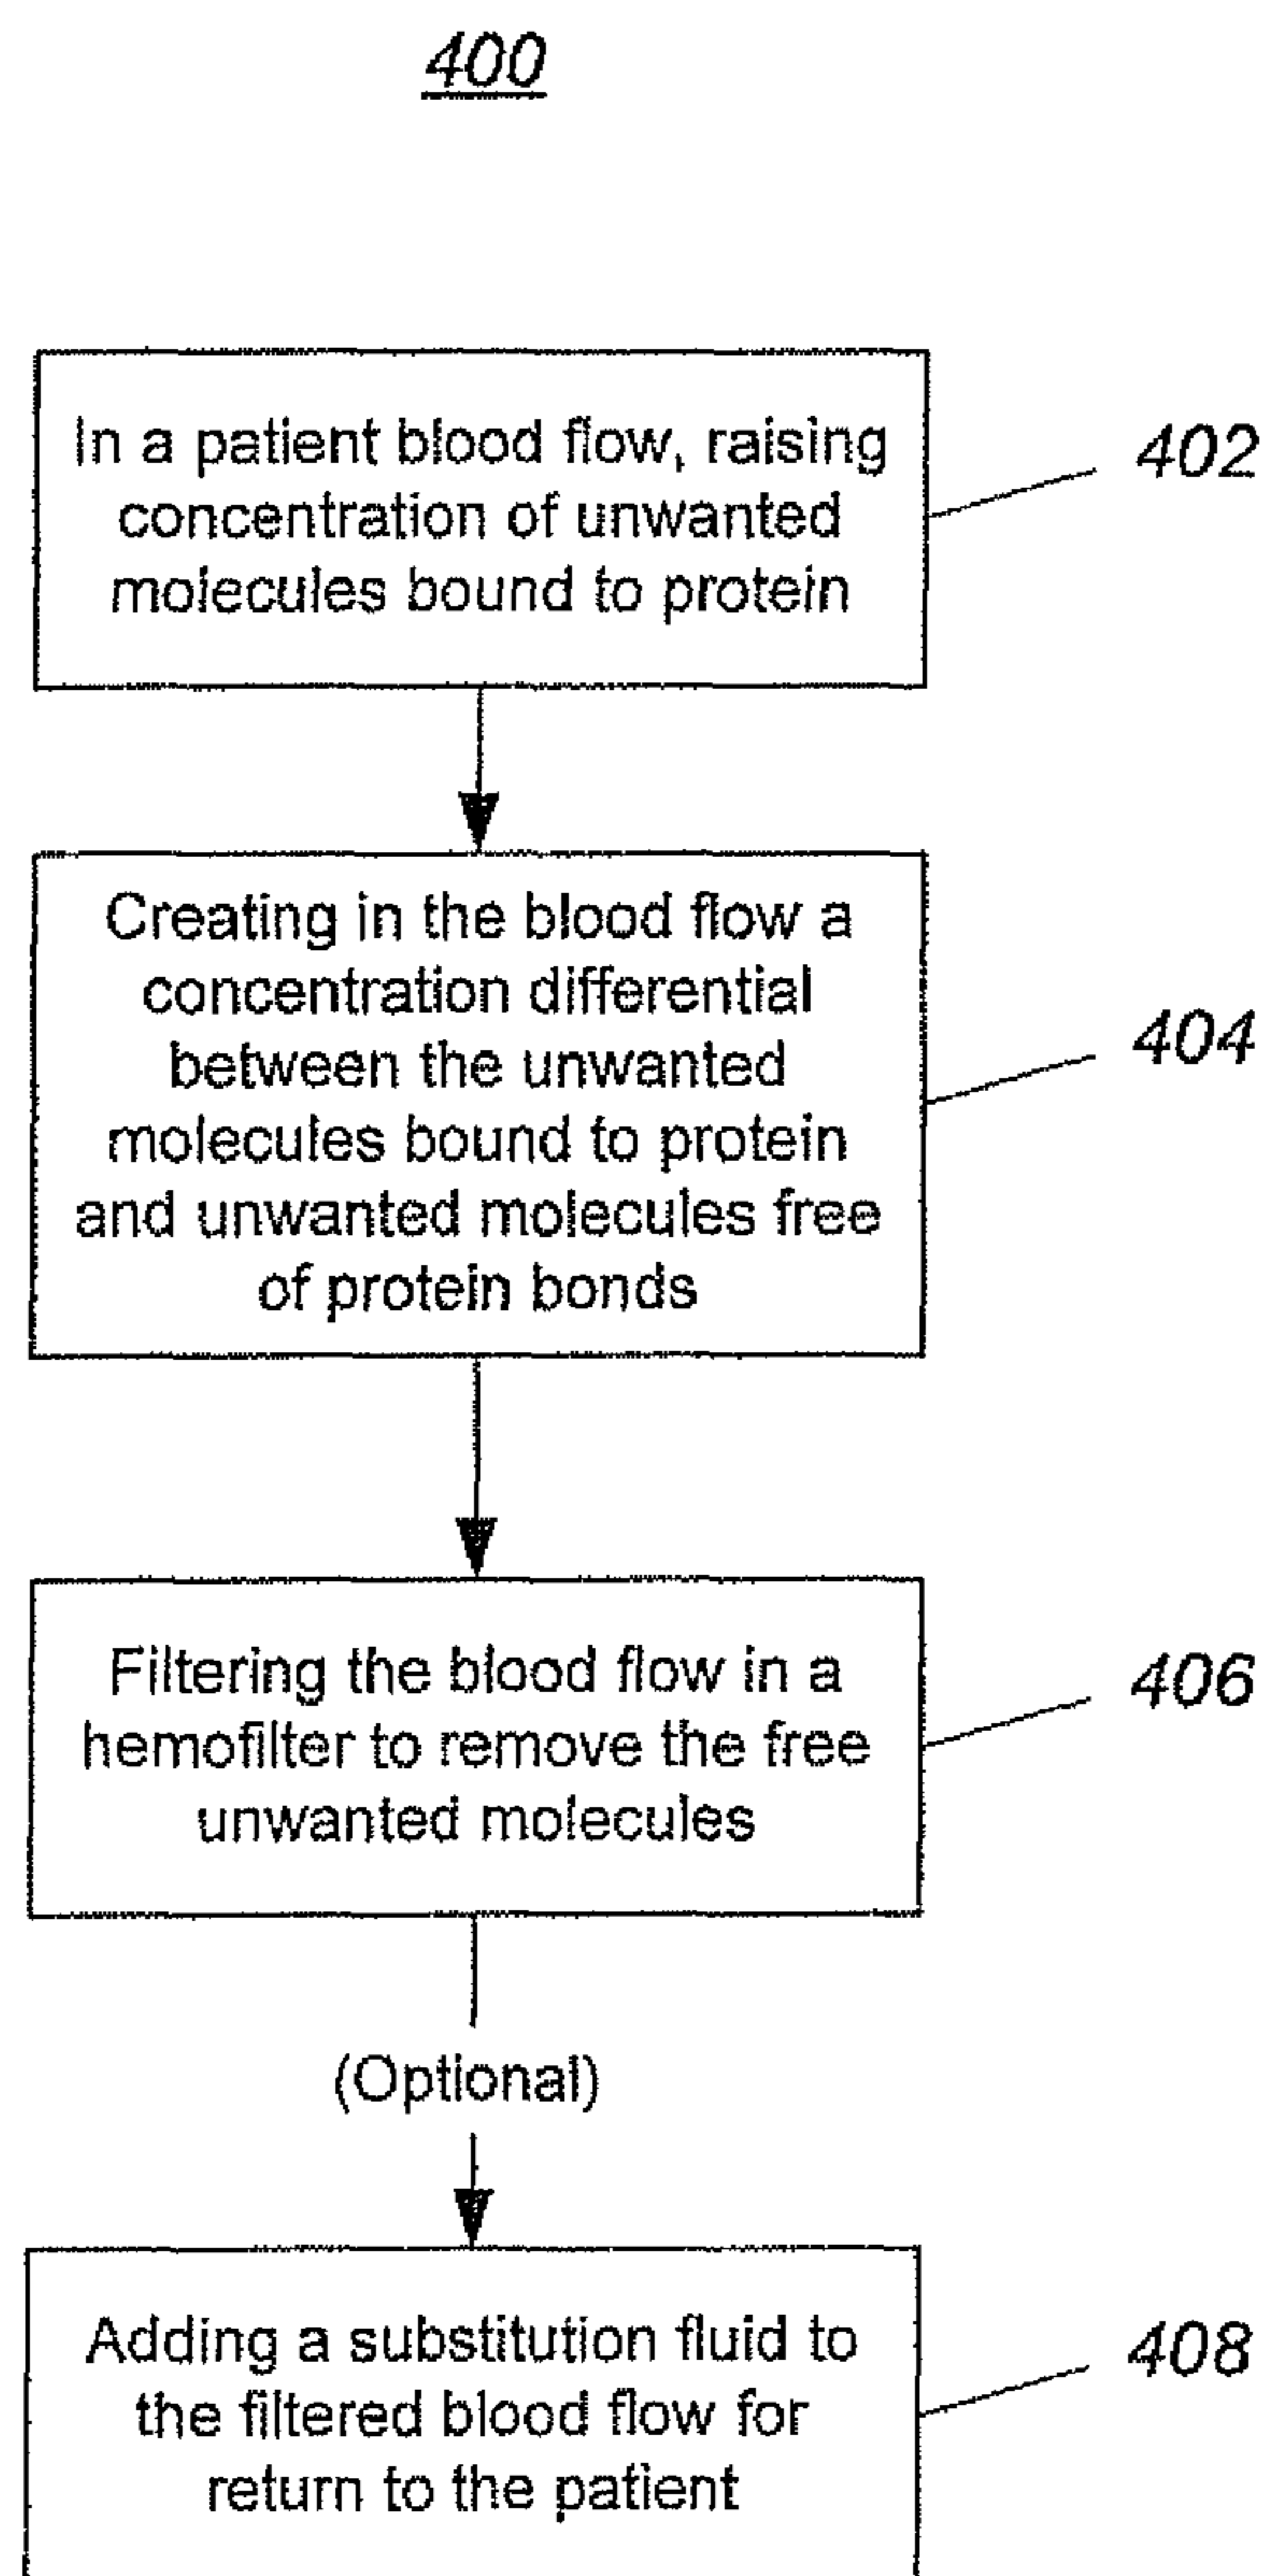 400
In a patient blood flow, raising
concentration of unwanted
molecules bound to protein
402
Creating in the blood flow a
concentration differential
between the unwanted
molecules bound to protein
and unwanted molecules free
of protein bonds
404
Filtering the blood flow in a
hemofilter to remove the free
unwanted molecules
406
(Optional)
Adding a substitution fluid to
the filtered blood flow for
return to the patient
408